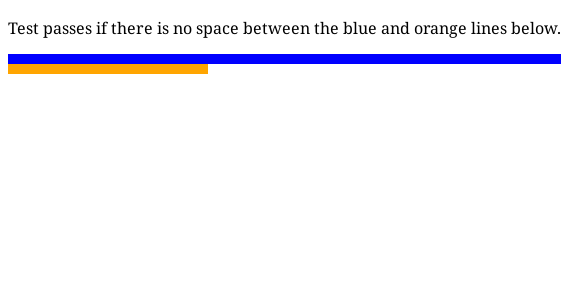 Test passes if there is no space between the blue and orange lines below.